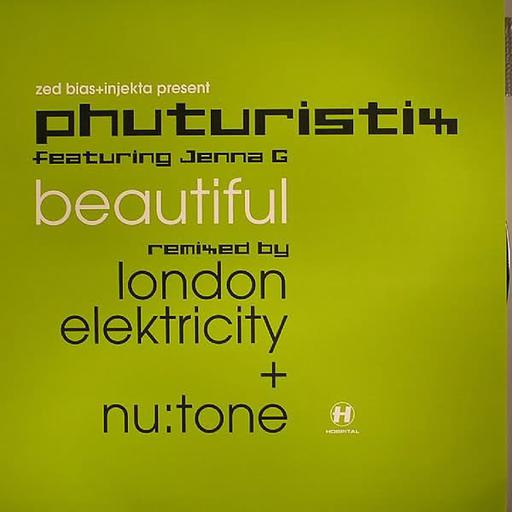 zed bias+injekta present
phuturistix
featuring Jenna G
beautiful
remixed by
london
elektricity
+
nu:tone
H
HOSPITAL